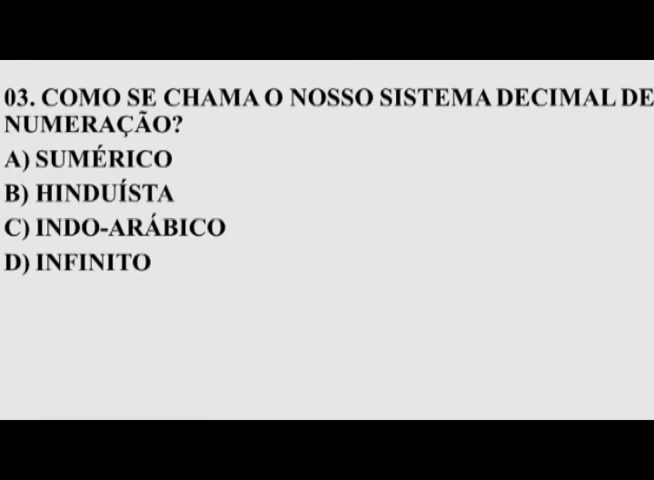 03. COMO SE CHAMA O NOSSO SISTEMA DECIMAL DE
NUMERAÇÃO?
A) SUMÉRICO
B) HINDUÍSTA
C) INDO-ARÁBICO
D) INFINITO